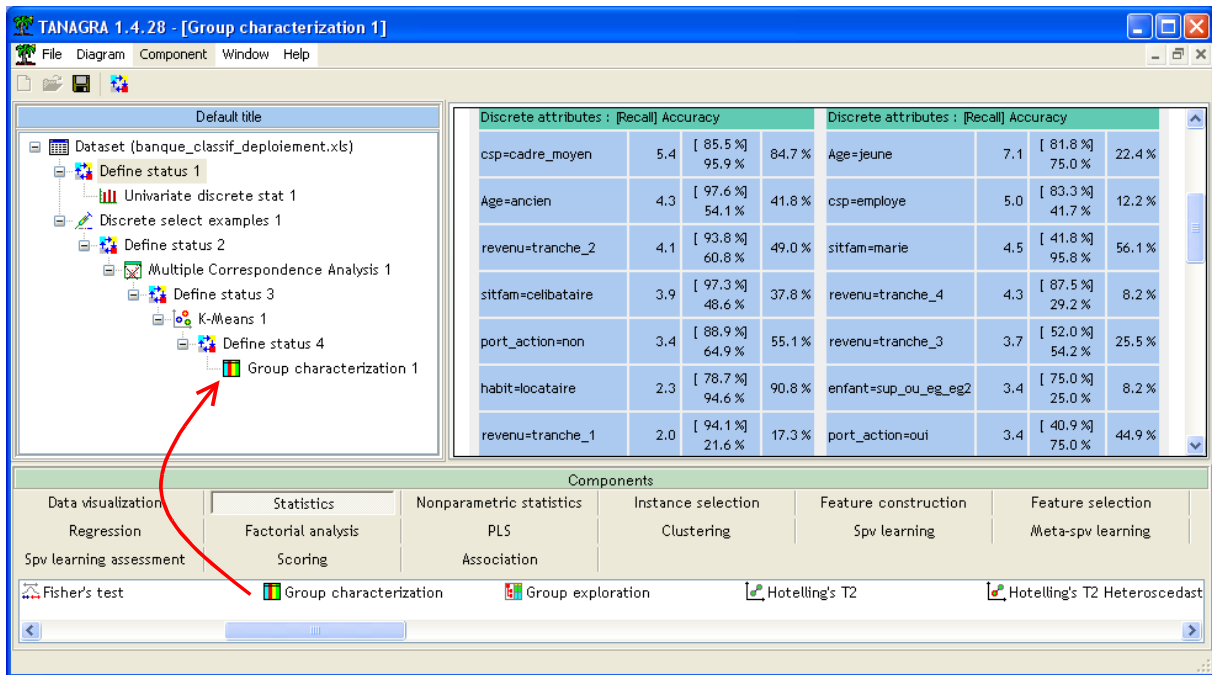 TANAGRA 1.4.28 - [Group characterization 1]
File Diagram Component Window Help
Default title
Dataset (banque_classif_deploiement.xls)
Define status 1
Univariate discrete stat 1
Discrete select examples 1
Define status 2
Multiple Correspondence Analysis 1
Define status 3
K-Means 1
Define status 4
Group characterization 1
Discrete attributes : [Recall] Accuracy Discrete attributes : [Recall] Accuracy
csp=cadre_moyen 5.4 [ 85.5 %] 95.9 % 84.7 % Age=jeune 7.1 [ 81.8 %] 75.0 % 22.4 %
Age=ancien 4.3 [ 97.6 %] 54.1 % 41.8 % csp=employe 5.0 [ 83.3 %] 41.7 % 12.2 %
revenu=tranche_2 4.1 [ 93.8 %] 60.8 % 49.0 % sitfam=marie 4.5 [ 41.8 %] 95.8 % 56.1 %
sitfam=celibataire 3.9 [ 97.3 %] 48.6 % 37.8 % revenu=tranche_4 4.3 [ 87.5 %] 29.2 % 8.2 %
port_action=non 3.4 [ 88.9 %] 64.9 % 55.1 % revenu=tranche_3 3.7 [ 52.0 %] 54.2 % 25.5 %
habit=locataire 2.3 [ 78.7 %] 94.6 % 90.8 % enfant=sup_ou_eg_eg2 3.4 [ 75.0 %] 25.0 % 8.2 %
revenu=tranche_1 2.0 [ 94.1 %] 21.6 % 17.3 % port_action=oui 3.4 [ 40.9 %] 75.0 % 44.9 %
Components
Data visualization Statistics Nonparametric statistics Instance selection Feature construction Feature selection
Regression Factorial analysis PLS Clustering Spv learning Meta-spv learning
Spv learning assessment Scoring Association
Fisher's test Group characterization Group exploration Hotelling's T2 Hotelling's T2 Heteroscedast